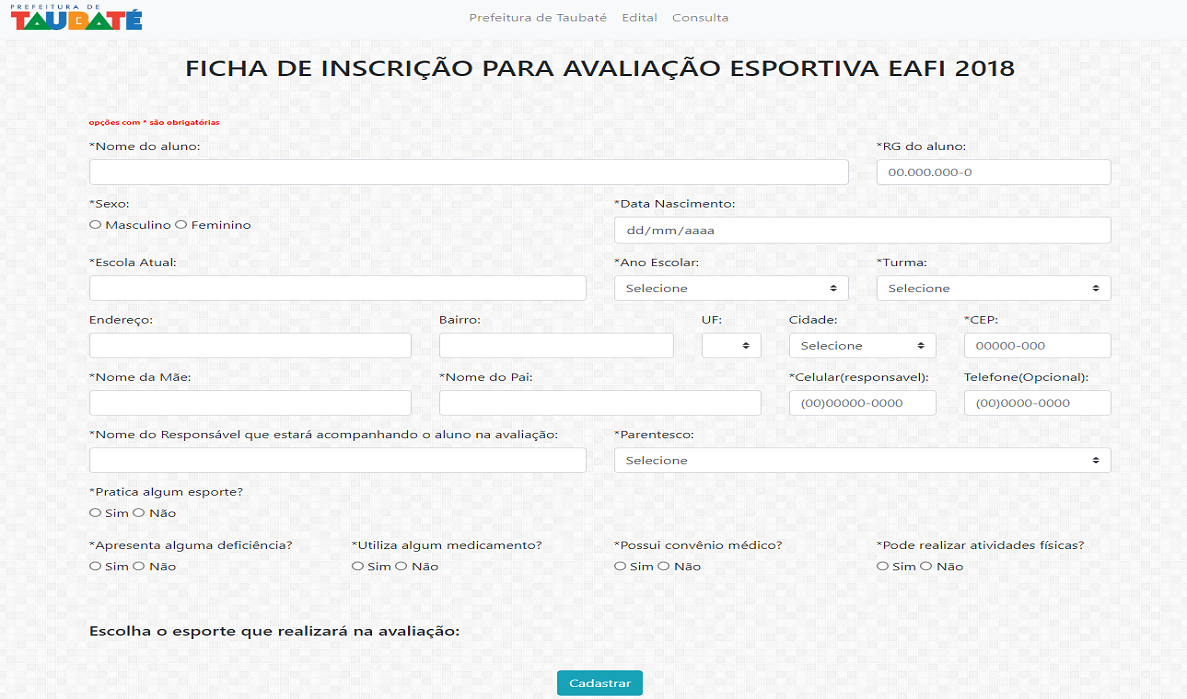 PREFEITURA DE
TAUBATÉ
Prefeitura de Taubaté Edital Consulta
FICHA DE INSCRIÇÃO PARA AVALIAÇÃO ESPORTIVA EAFI 2018
opções com * são obrigatórias
*Nome do aluno: *RG do aluno:
00.000.000-0
*Sexo: *Data Nascimento:
Masculino Feminino
dd/mm/aaaa
*Escola Atual: *Ano Escolar: *Turma:
Selecione Selecione
Endereço: Bairro: UF: Cidade: *CEP:
Selecione 00000-000
*Nome da Mãe: *Nome do Pai: *Celular(responsavel): Telefone(Opcional):
(00)00000-0000 (00)0000-0000
*Nome do Responsável que estará acompanhando o aluno na avaliação: *Parentesco:
Selecione
*Pratica algum esporte?
Sim Não
*Apresenta alguma deficiência? *Utiliza algum medicamento? *Possui convênio médico? *Pode realizar atividades físicas?
Sim Não Sim Não Sim Não Sim Não
Escolha o esporte que realizará na avaliação:
Cadastrar